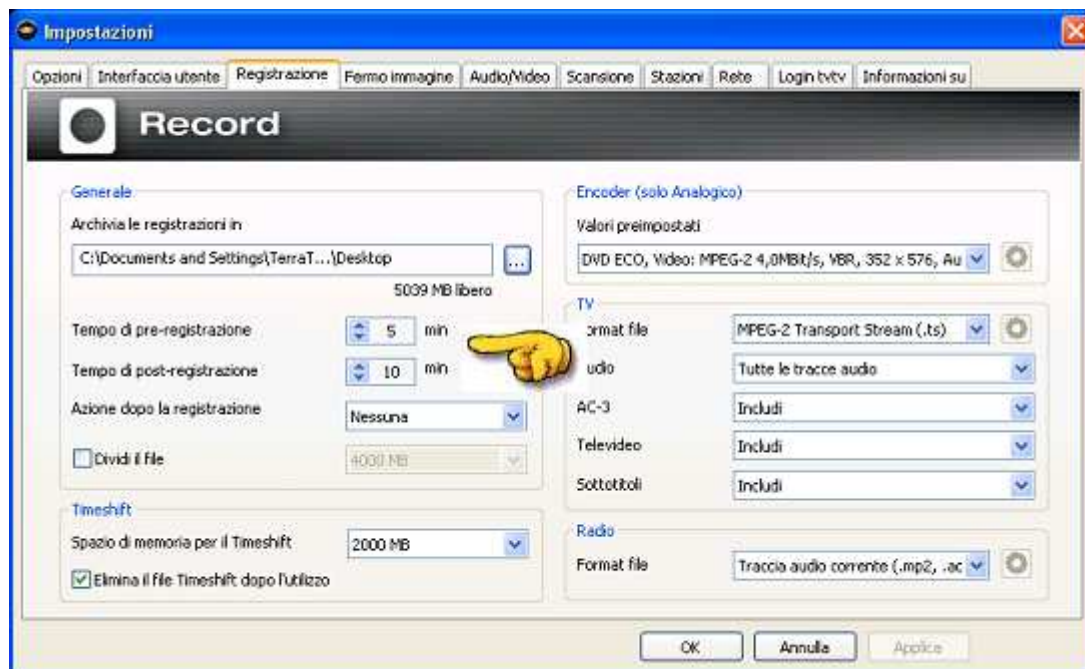 Impostazioni
Opzioni Interfaccia utente Registrazione Fermo immagine Audio/Video Scansione Stazioni Rete Login tvtv Informazioni su
Record
Generale
Archivia le registrazioni in
C:\Documents and Settings\TerraT...\Desktop ...
5039 MB libero
Tempo di pre-registrazione 5 min
Tempo di post-registrazione 10 min
Azione dopo la registrazione Nessuna
Dividi il file 4000 MB
Timeshift
Spazio di memoria per il Timeshift 2000 MB
Elimina il file Timeshift dopo l'utilizzo
Encoder (solo Analogico)
Valori preimpostati
DVD ECO, Video: MPEG-2 4,0MBit/s, VBR, 352 x 576, Au
TV
ormat file MPEG-2 Transport Stream (.ts)
udio Tutte le tracce audio
AC-3 Includi
Televideo Includi
Sottotitoli Includi
Radio
Format file Traccia audio corrente (.mp2, .ac
OK Annulla Applica